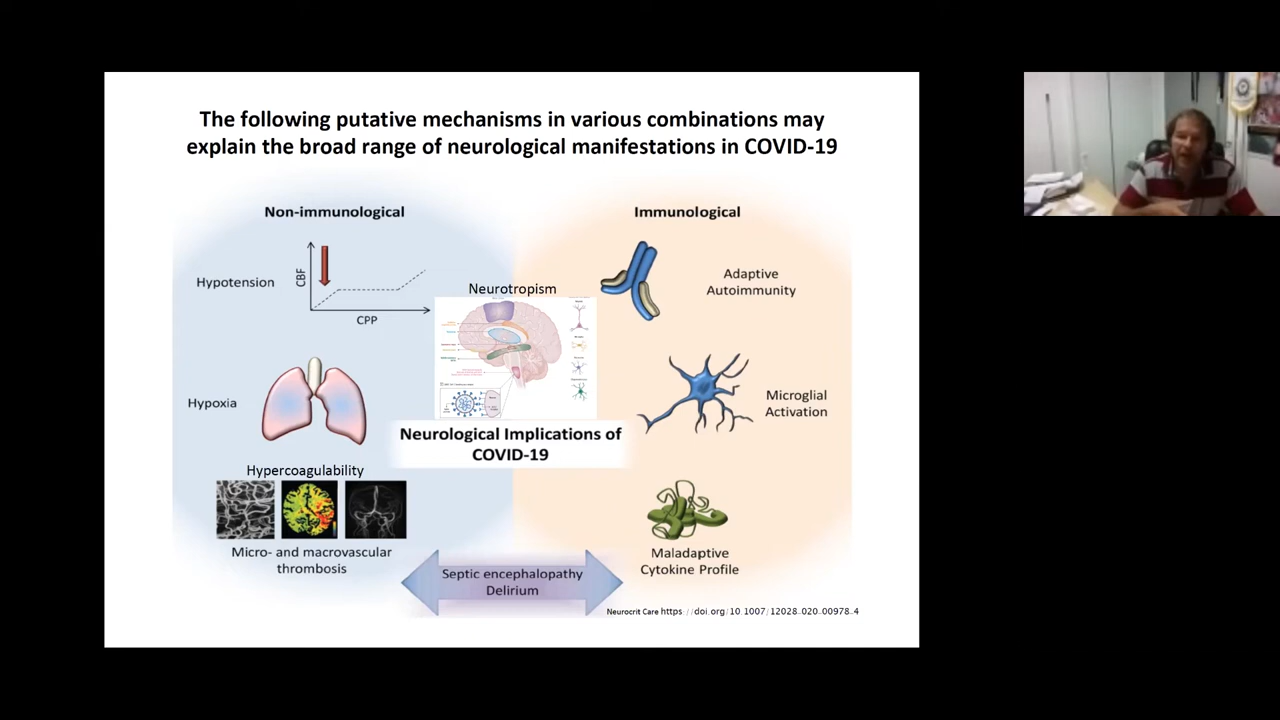 The following putative mechanisms in various combinations may
explain the broad range of neurological manifestations in COVID-19
Non-immunological
Immunological
Hypotension
CBF
CPP
Neurotropism
Adaptive
Autoimmunity
Hypoxia
Microglial
Activation
Neurological Implications of
COVID-19
Hypercoagulability
Micro- and macrovascular
thrombosis
Maladaptive
Cytokine Profile
Septic encephalopathy
Delirium
Neurocrit Care https://doi.org/10.1007/12028-020-00978-4